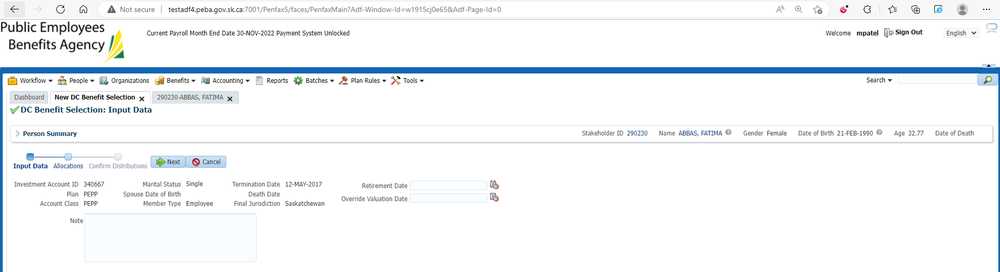 Not secure testadf4.peba.gov.sk.ca:7001/Penfax5/faces/PenfaxMain?Adf-Window-Id=w1915cj0e65&Adf-Page-Id=0
Public Employees
Benefits Agency
Current Payroll Month End Date 30-NOV-2022 Payment System Unlocked
Welcome mpatel Sign Out English
Workflow People Organizations Benefits Accounting Reports Batches Plan Rules Tools Search
Dashboard New DC Benefit Selection 290230-ABBAS, FATIMA
DC Benefit Selection: Input Data
Person Summary Stakeholder ID 290230 Name ABBAS, FATIMA Gender Female Date of Birth 21-FEB-1990 Age 32.77 Date of Death
Input Data Allocations Confirm Distributions Next Cancel
Investment Account ID 340667 Marital Status Single Termination Date 12-MAY-2017 Retirement Date
Plan PEPP Spouse Date of Birth Death Date Override Valuation Date
Account Class PEPP Member Type Employee Final Jurisdiction Saskatchewan
Note